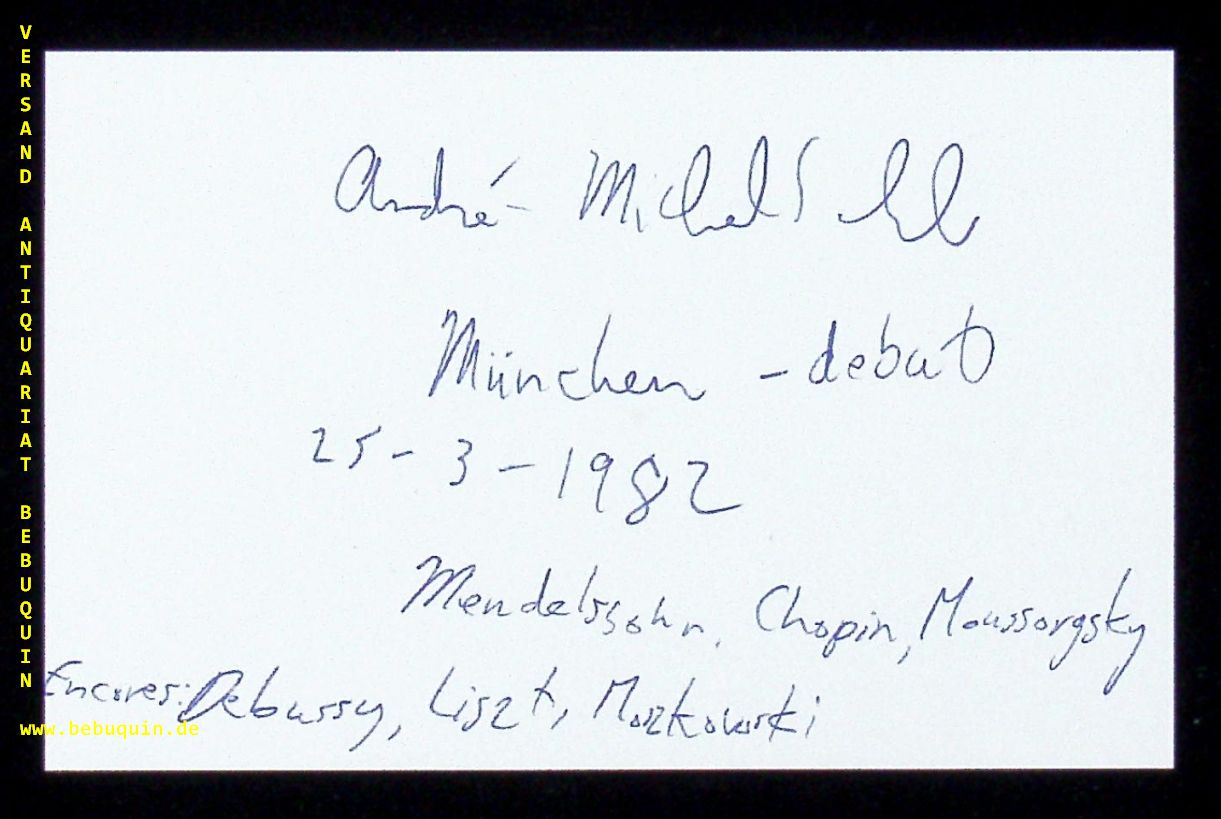 VERSAND ANTIQUARIAT BEBUQUIN
André-Michel Schub
München - debut
25 - 3 - 1982
Mendelssohn, Chopin, Moussorgsky
Encores: Debussy, Liszt, Moszkowski
www.bebuquin.de